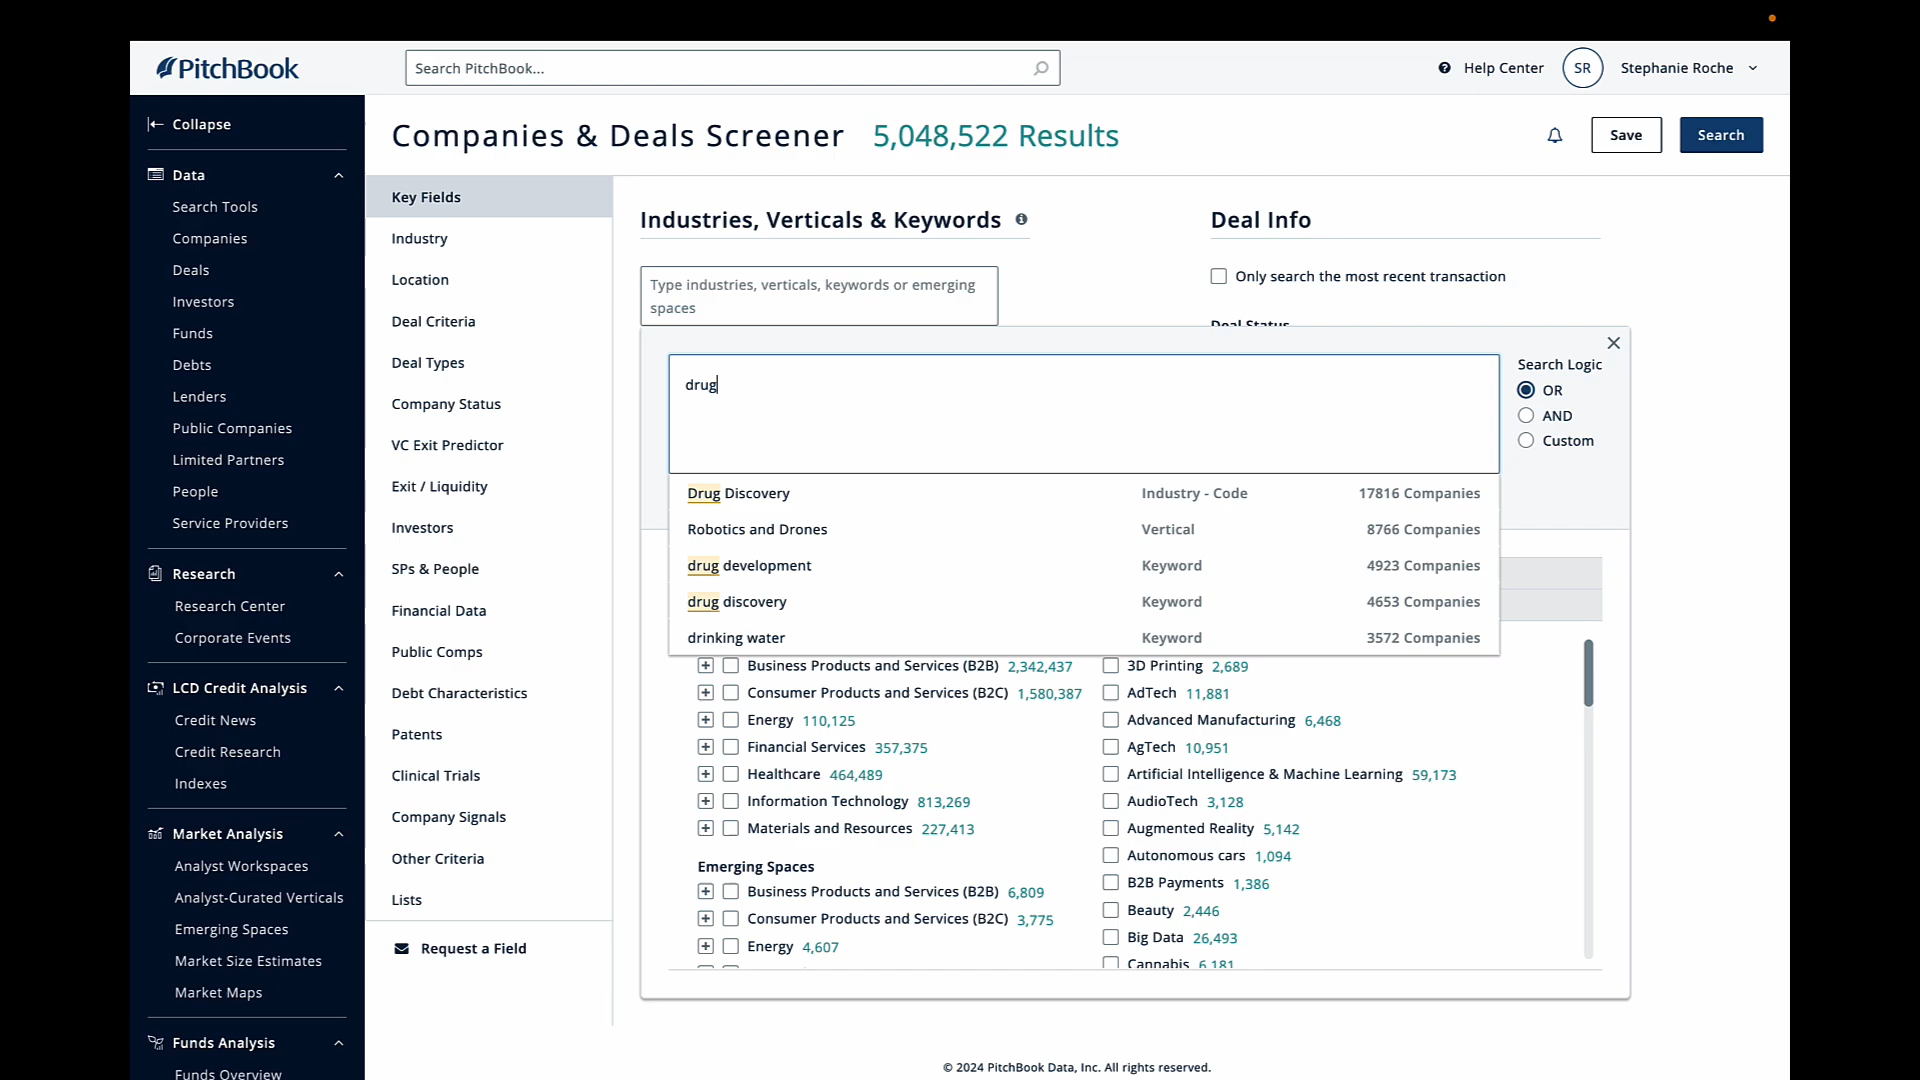 PitchBook
Search PitchBook...
Help Center
SR
Stephanie Roche
Collapse
Data
Search Tools
Companies
Deals
Investors
Funds
Debts
Lenders
Public Companies
Limited Partners
People
Service Providers
Research
Research Center
Corporate Events
LCD Credit Analysis
Credit News
Credit Research
Indexes
Market Analysis
Analyst Workspaces
Analyst-Curated Verticals
Emerging Spaces
Market Size Estimates
Market Maps
Funds Analysis
Funds Overview
Companies & Deals Screener 5,048,522 Results
Save
Search
Key Fields
Industry
Location
Deal Criteria
Deal Types
Company Status
VC Exit Predictor
Exit / Liquidity
Investors
SPs & People
Financial Data
Public Comps
Debt Characteristics
Patents
Clinical Trials
Company Signals
Other Criteria
Lists
Request a Field
Industries, Verticals & Keywords
Type industries, verticals, keywords or emerging
spaces
Deal Info
Only search the most recent transaction
Deal Status
drug
Search Logic
OR
AND
Custom
Drug Discovery Industry - Code 17816 Companies
Robotics and Drones Vertical 8766 Companies
drug development Keyword 4923 Companies
drug discovery Keyword 4653 Companies
drinking water Keyword 3572 Companies
Business Products and Services (B2B) 2,342,437
Consumer Products and Services (B2C) 1,580,387
Energy 110,125
Financial Services 357,375
Healthcare 464,489
Information Technology 813,269
Materials and Resources 227,413
Emerging Spaces
Business Products and Services (B2B) 6,809
Consumer Products and Services (B2C) 3,775
Energy 4,607
3D Printing 2,689
AdTech 11,881
Advanced Manufacturing 6,468
AgTech 10,951
Artificial Intelligence & Machine Learning 59,173
AudioTech 3,128
Augmented Reality 5,142
Autonomous cars 1,094
B2B Payments 1,386
Beauty 2,446
Big Data 26,493
Cannabis 6,181
© 2024 PitchBook Data, Inc. All rights reserved.